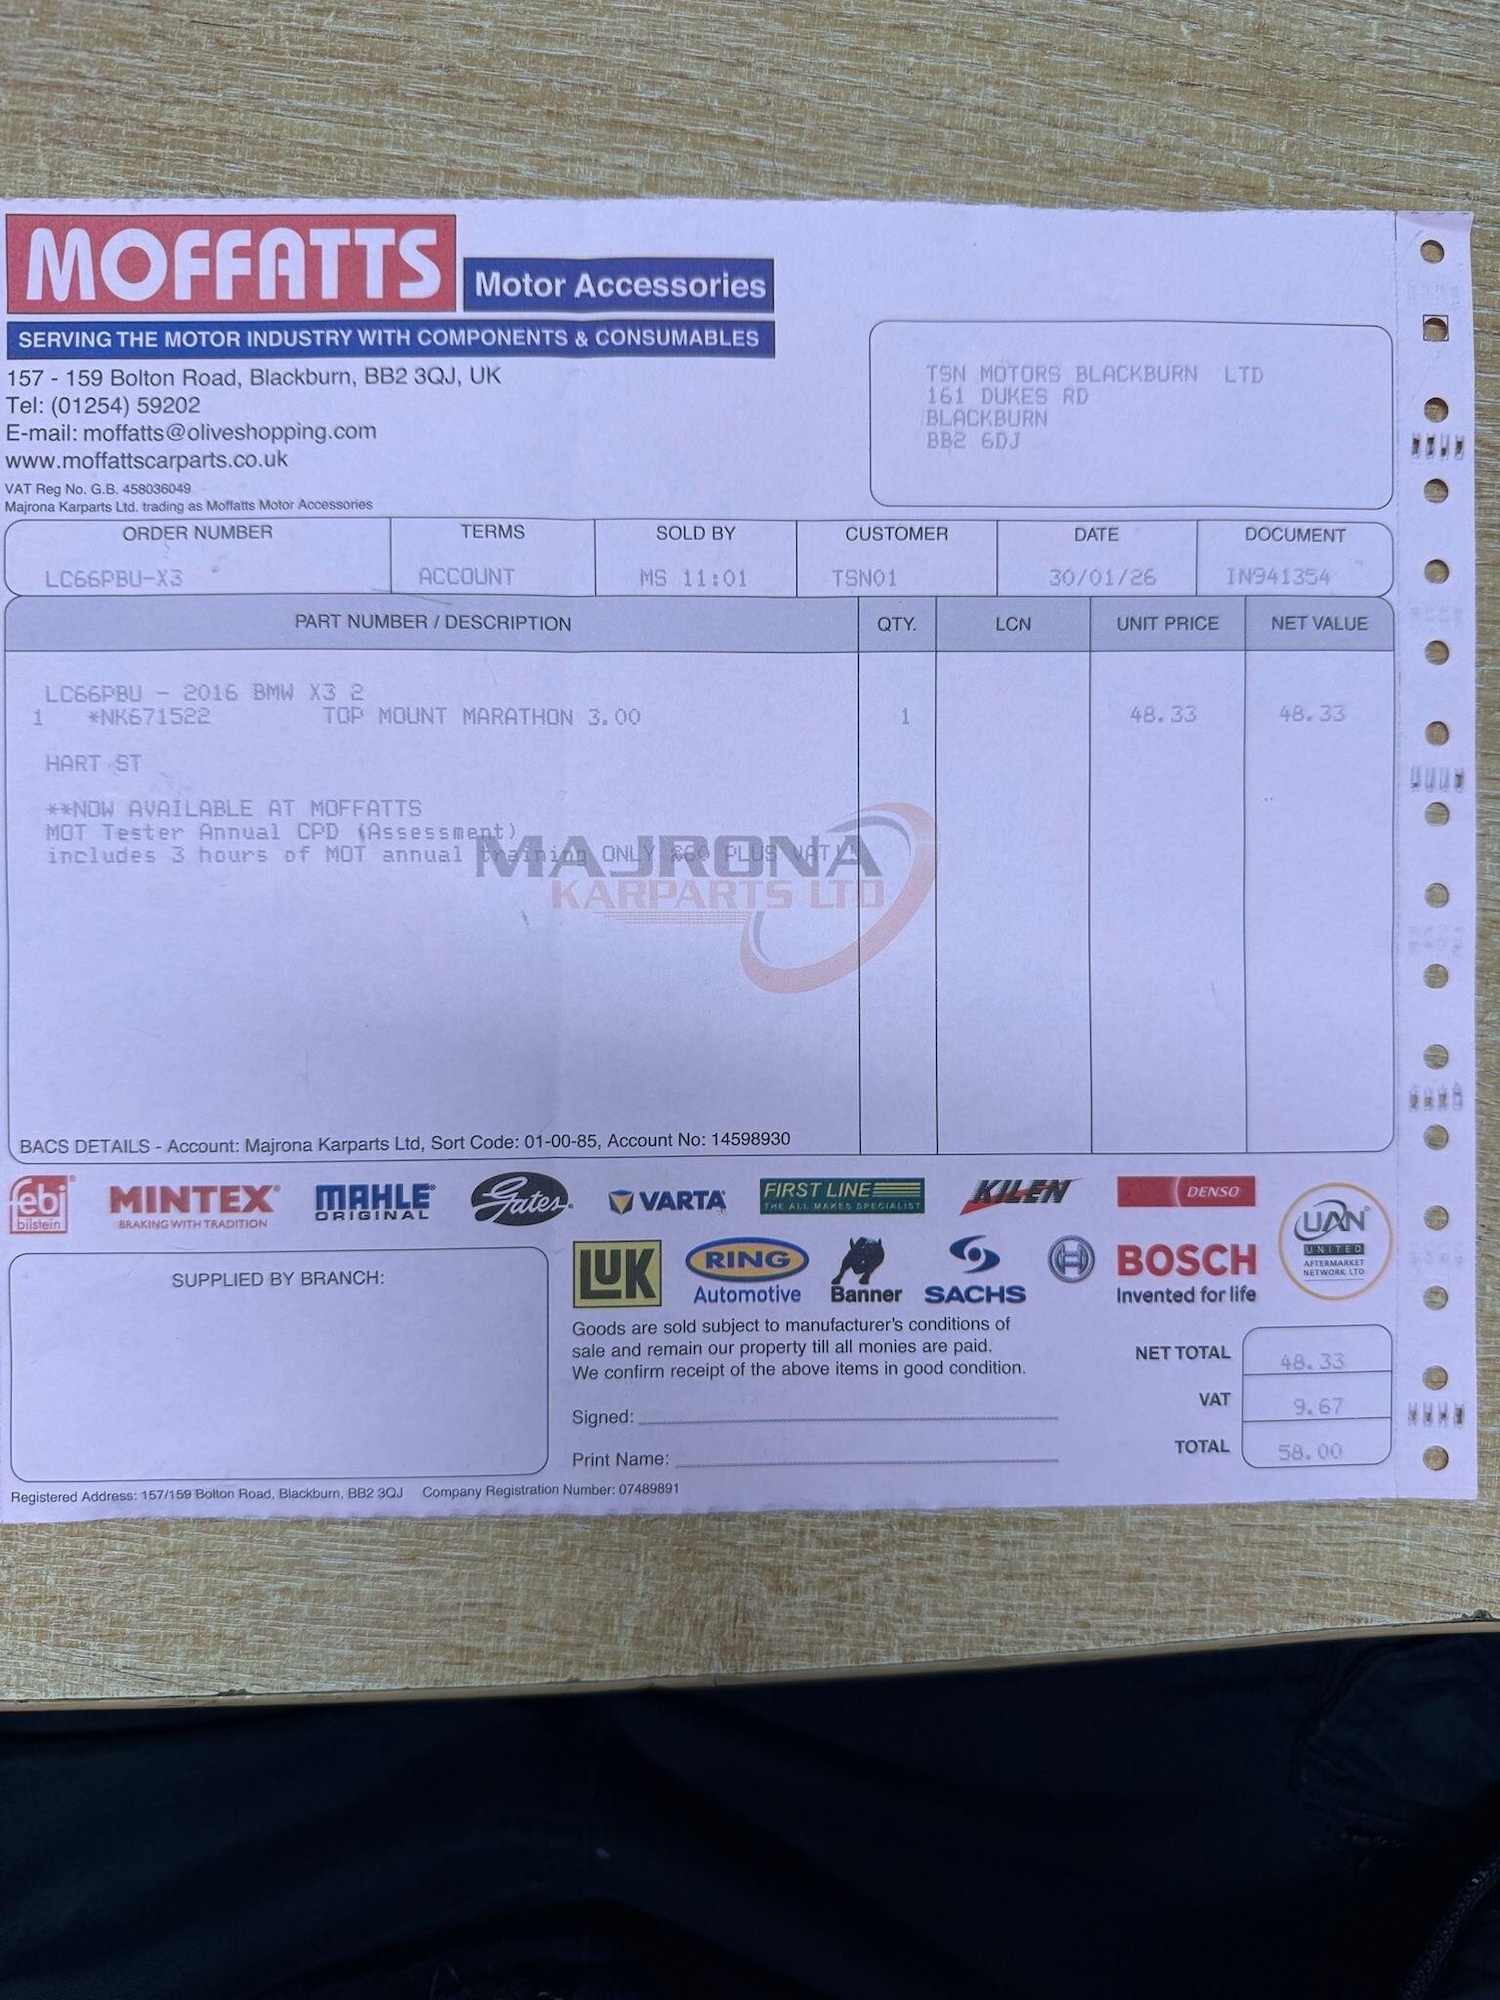 MOFFATTS
Motor Accessories
SERVING THE MOTOR INDUSTRY WITH COMPONENTS & CONSUMABLES
157 - 159 Bolton Road, Blackburn, BB2 3QJ, UK
Tel: (01254) 59202
E-mail: moffatts@oliveshopping.com
www.moffattscarparts.co.uk
VAT Reg No. G.B. 458036049
Majrona Karparts Ltd. trading as Moffatts Motor Accessories
TSN MOTORS BLACKBURN LTD
161 DUKES RD
BLACKBURN
BB2 6DJ
ORDER NUMBER TERMS SOLD BY CUSTOMER DATE DOCUMENT
LC66PBU-X3 ACCOUNT MS 11:01 TSN01 30/01/26 IN941354
PART NUMBER / DESCRIPTION QTY. LCN UNIT PRICE NET VALUE
LC66PBU - 2016 BMW X3 2
1 *NK671522 TOP MOUNT MARATHON 3.00 1 48.33 48.33
HART ST
**NOW AVAILABLE AT MOFFATTS
MOT Tester Annual CPD (Assessment)
includes 3 hours of MOT annual training ONLY £60 PLUS VAT
MAJRONA
KARPARTS LTD
BACS DETAILS - Account: Majrona Karparts Ltd, Sort Code: 01-00-85, Account No: 14598930
febi
bilstein
MINTEX
BRAKING WITH TRADITION
MAHLE
ORIGINAL
Gates
VARTA
FIRST LINE
THE ALL MAKES SPECIALIST
KILEN
DENSO
UAN
UNITED
AFTERMARKET
NETWORK LTD
LUK
RING
Automotive
Banner
SACHS
BOSCH
Invented for life
SUPPLIED BY BRANCH:
Goods are sold subject to manufacturer's conditions of
sale and remain our property till all monies are paid.
We confirm receipt of the above items in good condition.
Signed:
Print Name:
NET TOTAL 48.33
VAT 9.67
TOTAL 58.00
Registered Address: 157/159 Bolton Road, Blackburn, BB2 3QJ Company Registration Number: 07489891